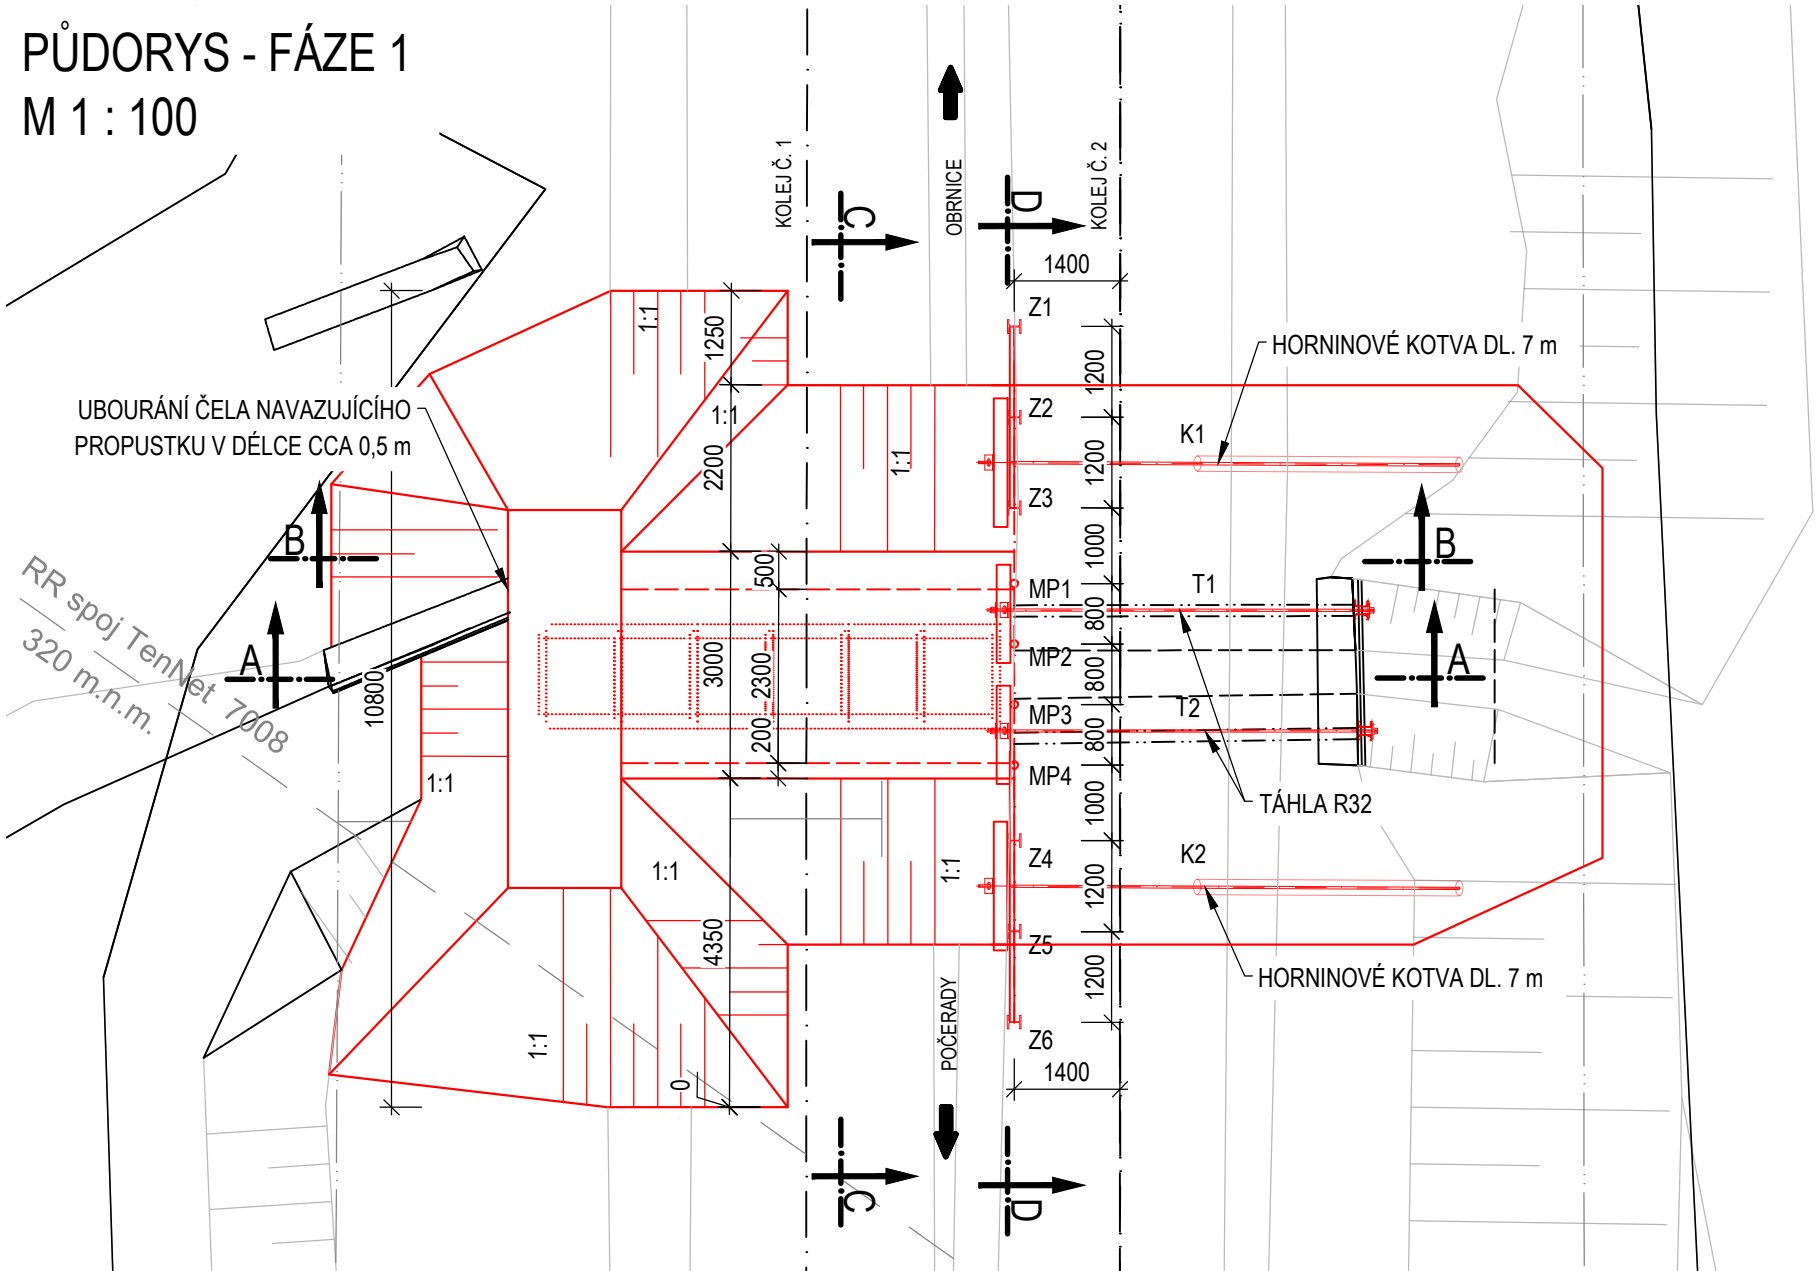 PŮDORYS - FÁZE 1
M 1 : 100
KOLEJ Č. 1
OBRNICE
KOLEJ Č. 2
C
D
1400
Z1
1:1
1250
1200
HORNINOVÉ KOTVA DL. 7 m
UBOURÁNÍ ČELA NAVAZUJÍCÍHO
PROPUSTKU V DÉLCE CCA 0,5 m
1:1
Z2
K1
2200
1:1
1200
Z3
B
1000
B
500
MP1
T1
RR spoj TenNet 7008
320 m.n.m.
800
A
MP2
A
10800
3000
2300
800
MP3
T2
200
800
MP4
1:1
TÁHLA R32
1000
Z4
K2
1:1
1:1
1200
4350
Z5
HORNINOVÉ KOTVA DL. 7 m
1200
POČERADY
1:1
Z6
0
1400
C
D